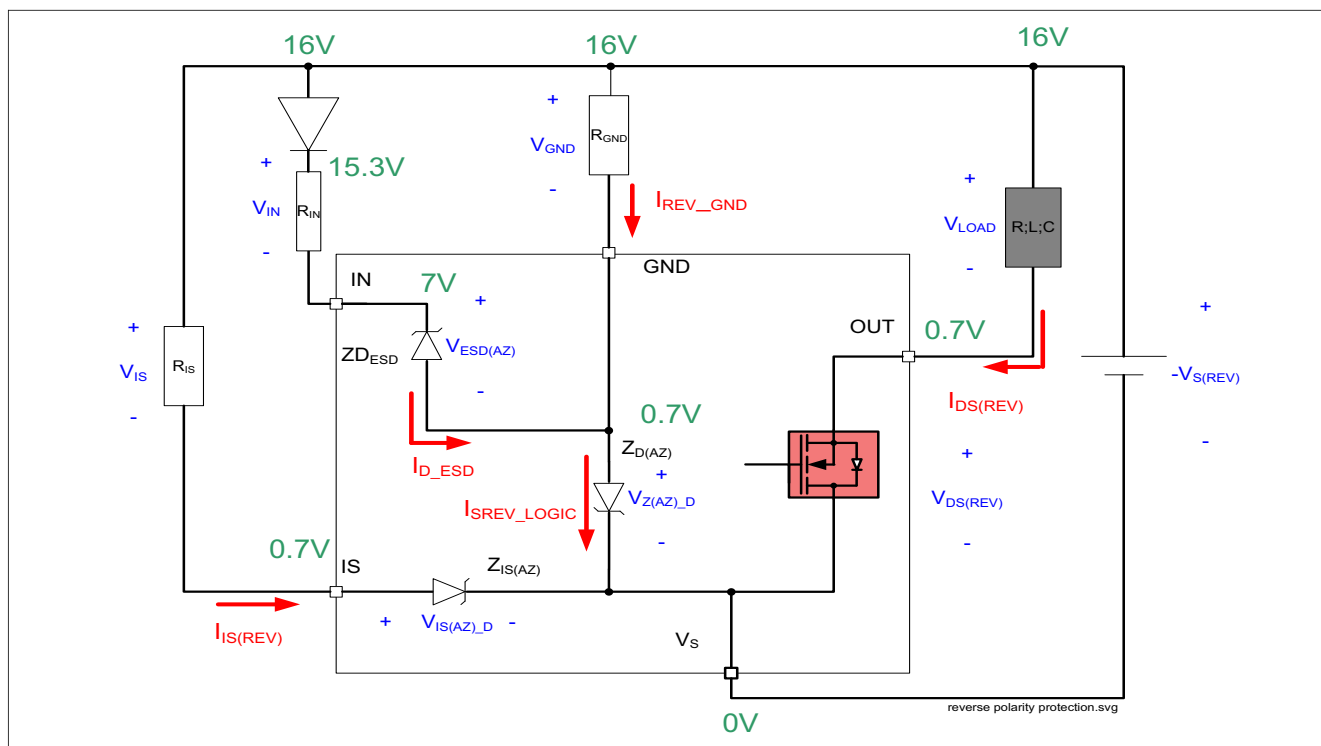 16V
16V
16V
+
+
RGND
VGND
-
15.3V
+
RIN
VIN
-
IREV_GND
+
VLOAD
R;L;C
-
GND
IN
7V
+
VESD(AZ)
-
ZDESD
OUT
0.7V
+
-VS(REV)
-
+
RIS
VIS
-
IDS(REV)
0.7V
ID_ESD
ZD(AZ)
+
VZ(AZ)_D
-
ISREV_LOGIC
+
VDS(REV)
-
0.7V
IS
ZIS(AZ)
+ VIS(AZ)_D -
IIS(REV)
VS
reverse polarity protection.svg
0V